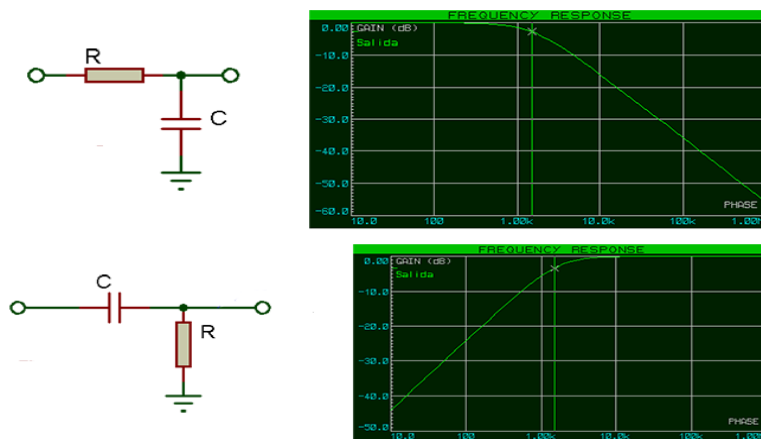 R
C
FREQUENCY RESPONSE
0.00 GAIN (dB)
Salida
-10.0
-20.0
-30.0
-40.0
-50.0
-60.0
PHASE
10.0 100 1.00k 10.0k 100k 1.00M
C
R
FREQUENCY RESPONSE
0.00 GAIN (dB)
Salida
-10.0
-20.0
-30.0
-40.0
-50.0
PHASE
10.0 100 1.00k 10.0k 100k